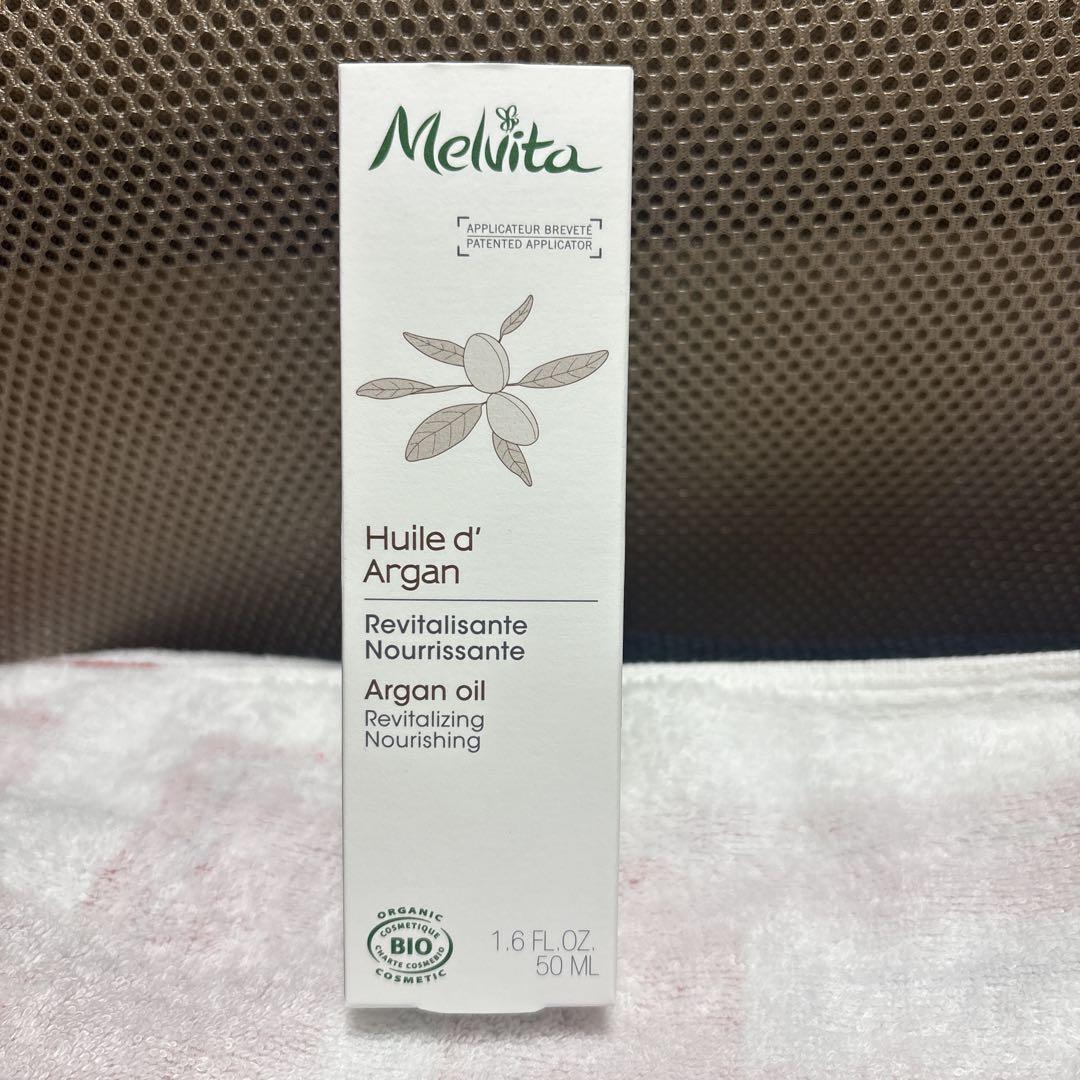 Melvita
APPLICATEUR BREVETÉ
PATENTED APPLICATOR
Huile d'
Argan
Revitalisante
Nourrissante
Argan oil
Revitalizing
Nourishing
ORGANIC
COSMETIQUE
BIO
CHARTE COSMEBIO
COSMETIC
1.6 FL.OZ.
50 ML